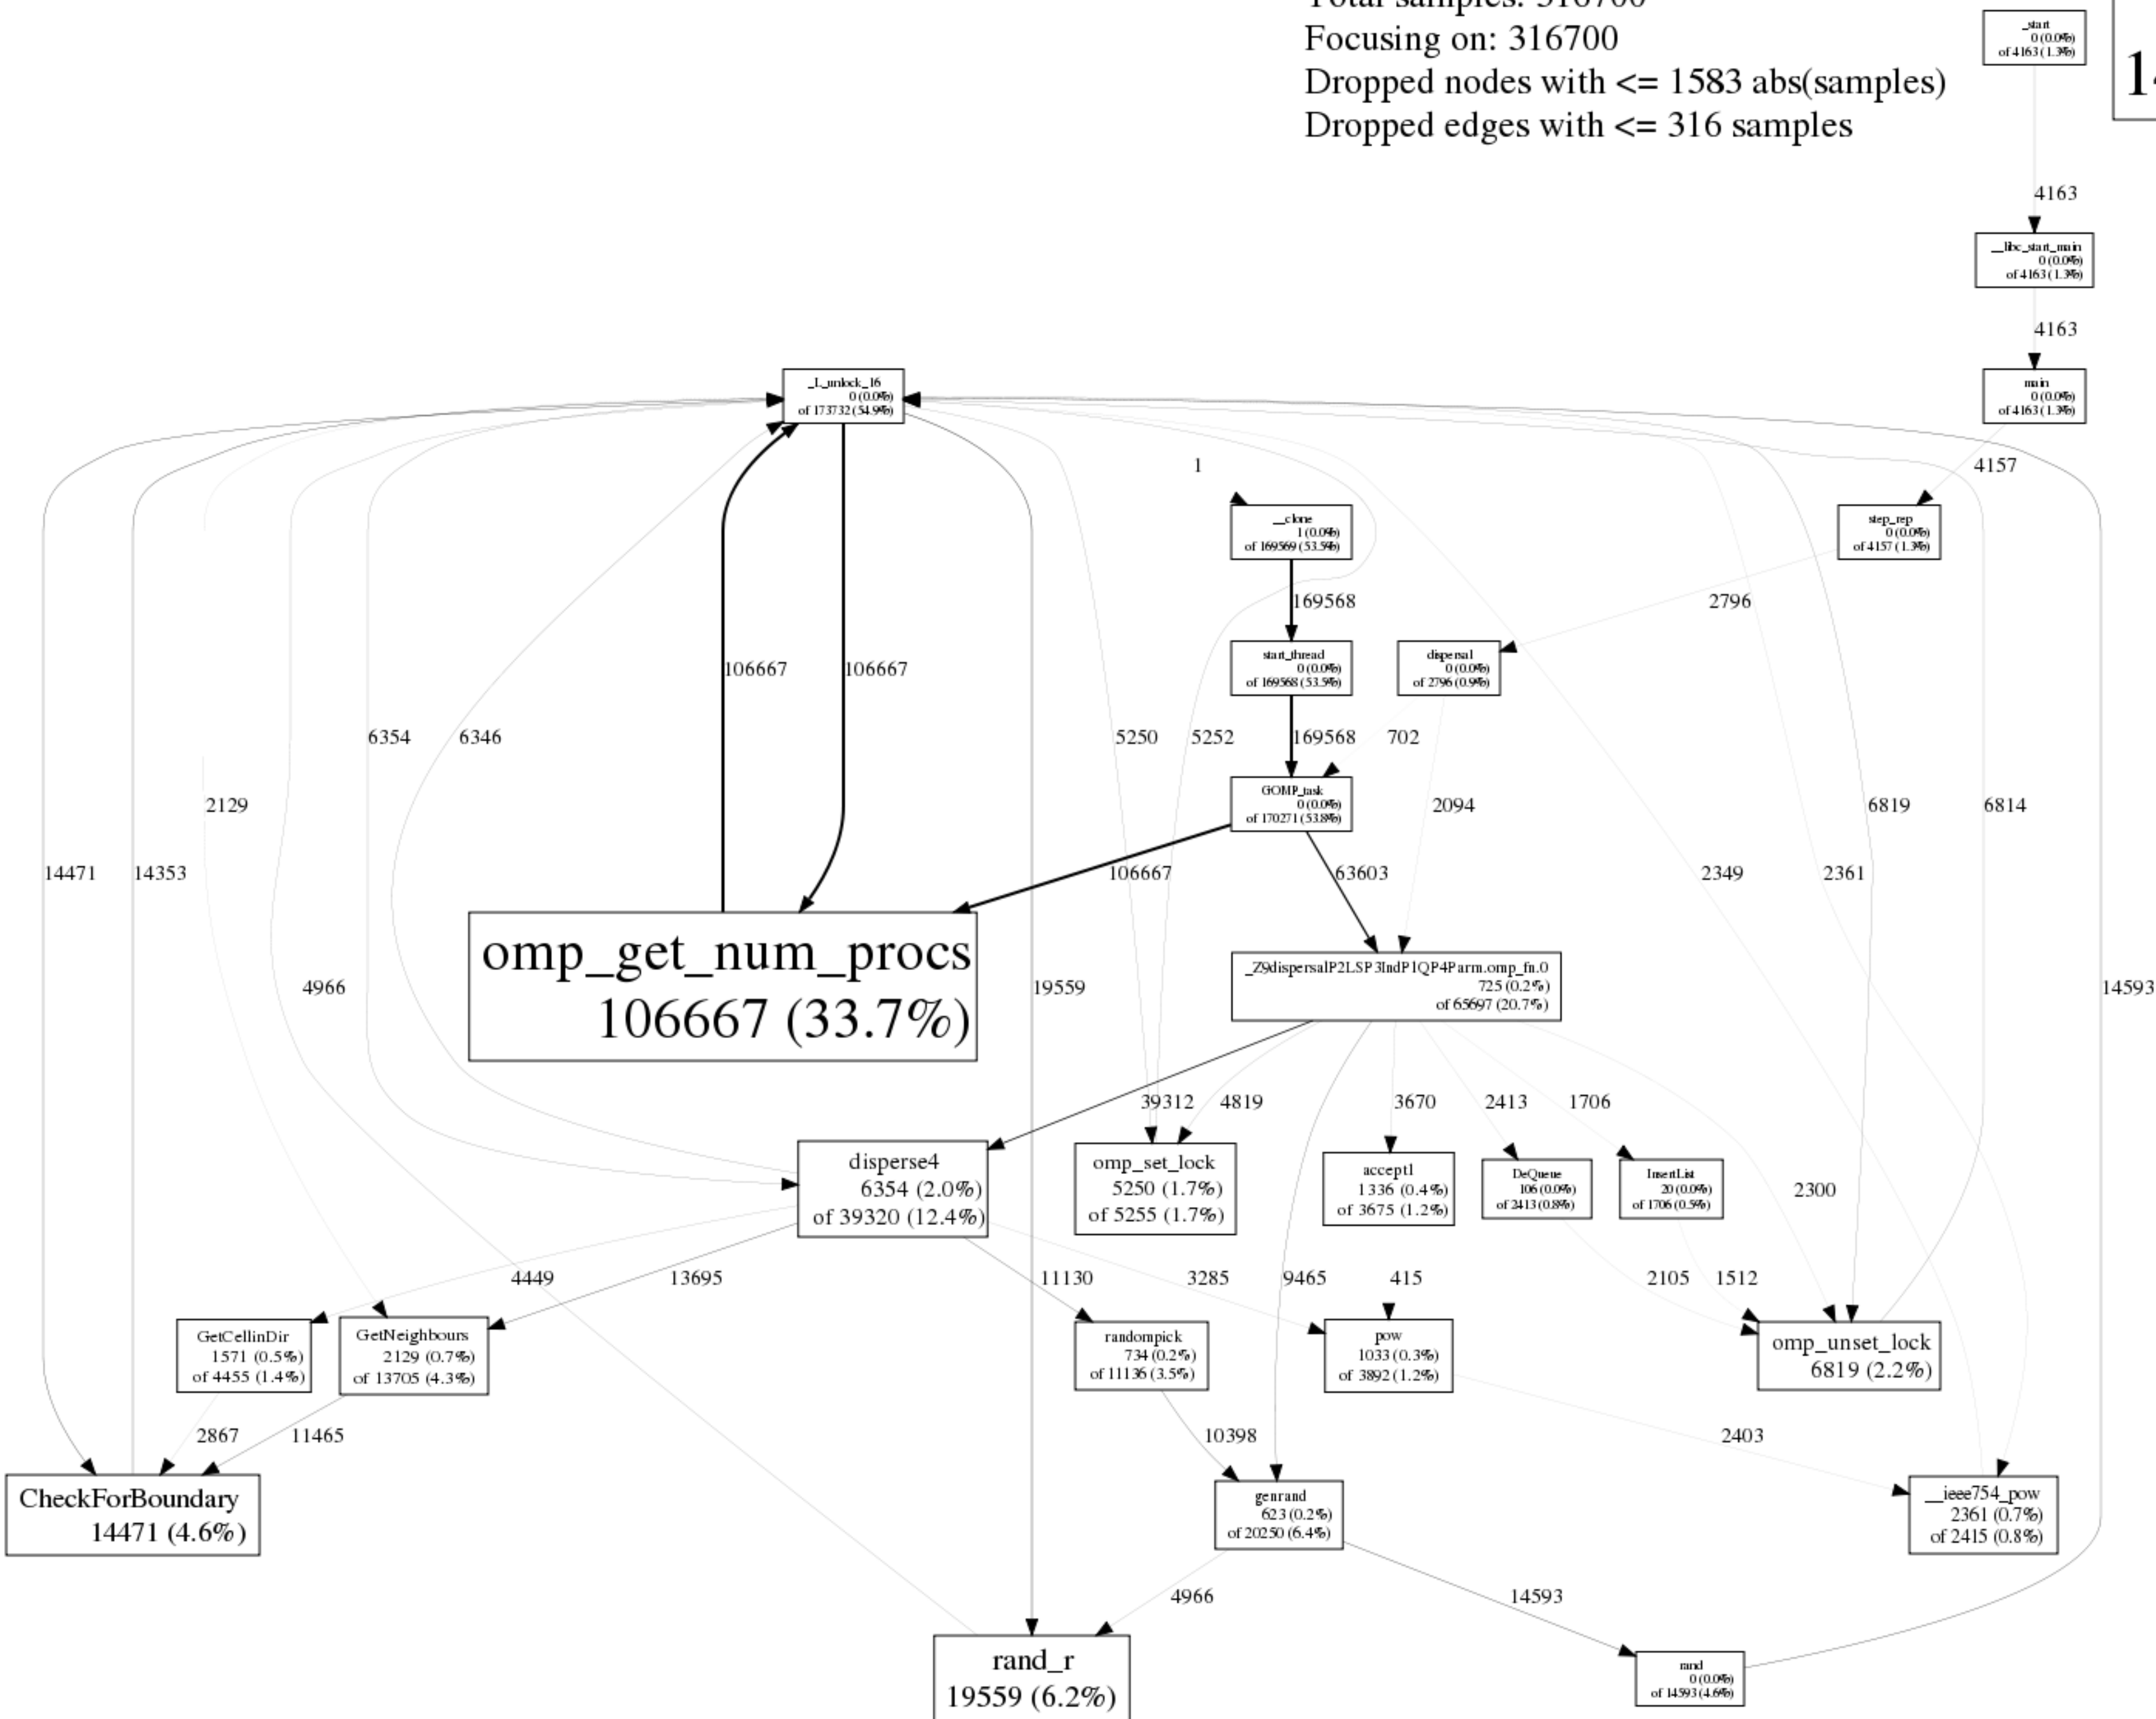 Total samples: 316700
Focusing on: 316700
Dropped nodes with <= 1583 abs(samples)
Dropped edges with <= 316 samples
_start
0 (0.0%)
of 4163 (1.3%)
14
4163
__libc_start_main
0 (0.0%)
of 4163 (1.3%)
4163
_L_unlock_16
0 (0.0%)
of 173732 (54.9%)
main
0 (0.0%)
of 4163 (1.3%)
1
4157
__clone
1 (0.0%)
of 169569 (53.5%)
step_rep
0 (0.0%)
of 4157 (1.3%)
169568
2796
106667
106667
start_thread
0 (0.0%)
of 169568 (53.5%)
dispersal
0 (0.0%)
of 2796 (0.9%)
6354
6346
5250
5252
169568
702
2129
GOMP_task
0 (0.0%)
of 170271 (53.8%)
2094
6819
6814
14471
14353
106667
63603
2349
2361
4966
omp_get_num_procs
106667 (33.7%)
19559
_Z9dispersalP2LSP3IndP1QP4Parm.omp_fn.0
725 (0.2%)
of 65697 (20.7%)
14593
39312
4819
3670
2413
1706
disperse4
6354 (2.0%)
of 39320 (12.4%)
omp_set_lock
5250 (1.7%)
of 5255 (1.7%)
accept1
1336 (0.4%)
of 3675 (1.2%)
DeQueue
106 (0.0%)
of 2413 (0.8%)
InsertList
20 (0.0%)
of 1706 (0.5%)
2300
4449
13695
11130
3285
9465
415
2105
1512
GetCellinDir
1571 (0.5%)
of 4455 (1.4%)
GetNeighbours
2129 (0.7%)
of 13705 (4.3%)
randompick
734 (0.2%)
of 11136 (3.5%)
pow
1033 (0.3%)
of 3892 (1.2%)
omp_unset_lock
6819 (2.2%)
2867
11465
10398
2403
CheckForBoundary
14471 (4.6%)
genrand
623 (0.2%)
of 20250 (6.4%)
__ieee754_pow
2361 (0.7%)
of 2415 (0.8%)
4966
14593
rand_r
19559 (6.2%)
rand
0 (0.0%)
of 14593 (4.6%)